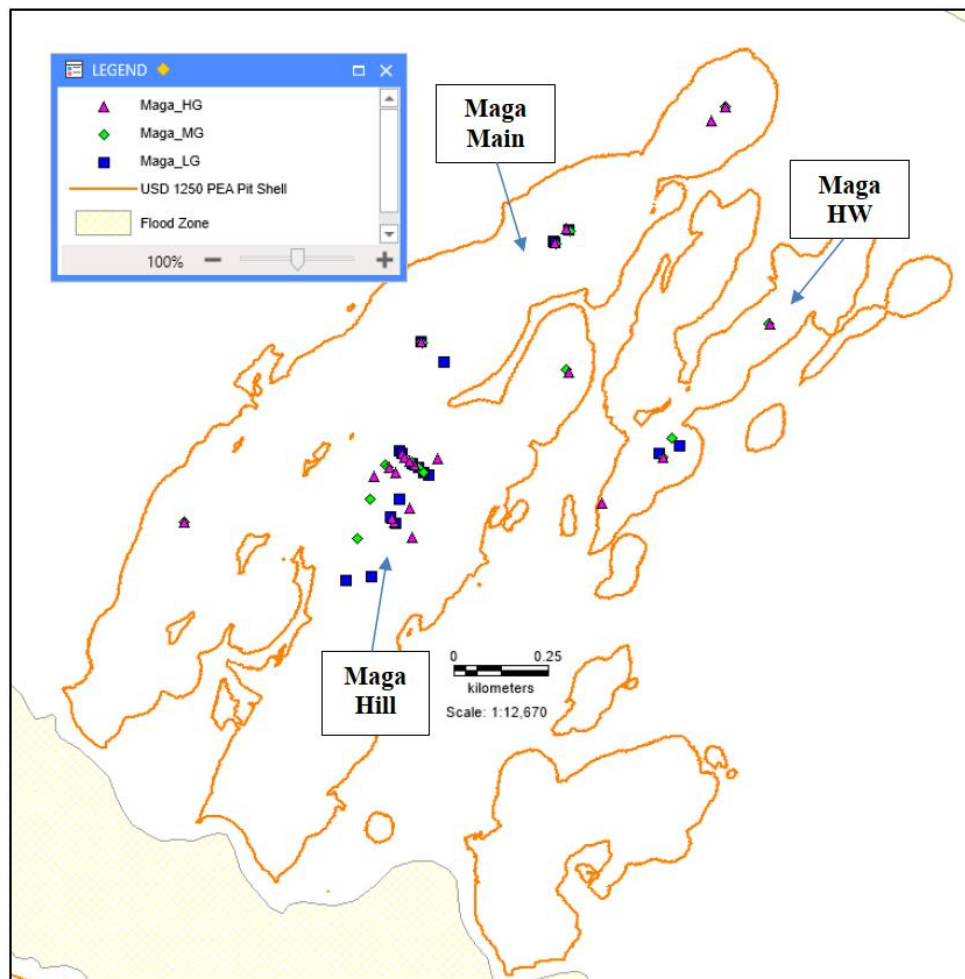 LEGEND
Maga_HG
Maga_MG
Maga_LG
USD 1250 PEA Pit Shell
Flood Zone
100%
Maga
Main
Maga
HW
Maga
Hill
0 0.25
kilometers
Scale: 1:12,670